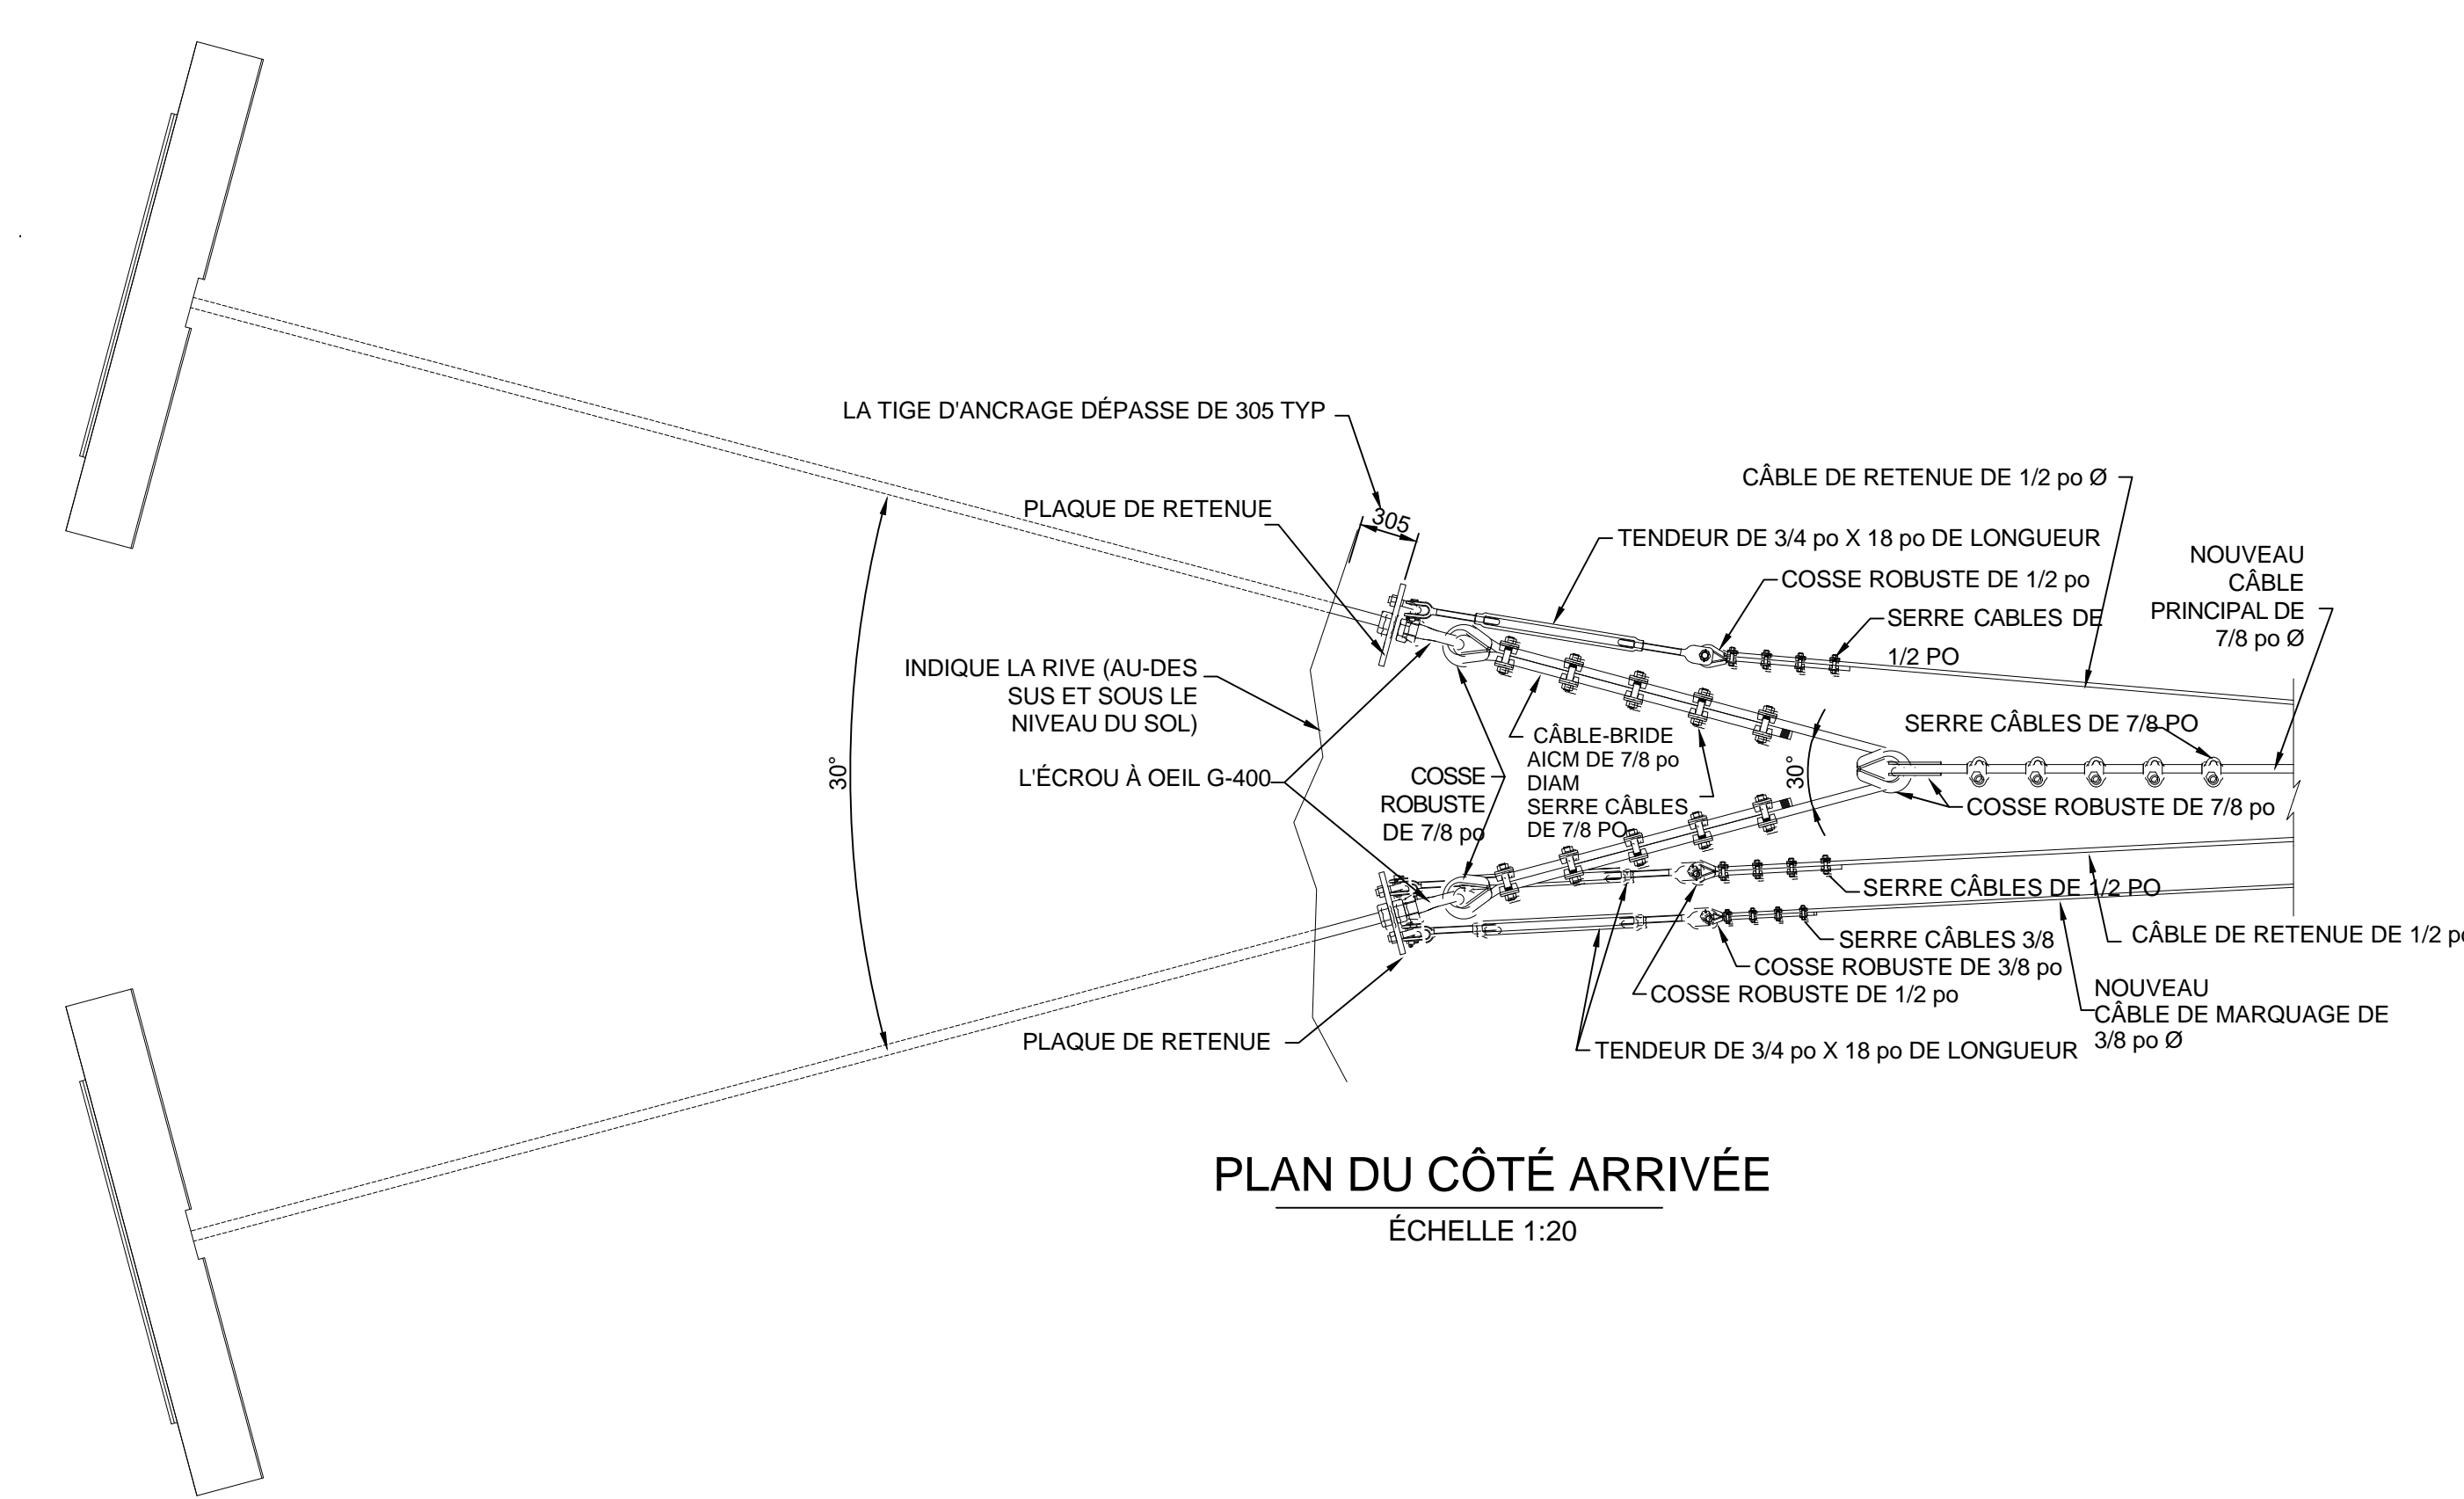 LA TIGE D'ANCRAGE DÉPASSE DE 305 TYP
CÂBLE DE RETENUE DE 1/2 po Ø
PLAQUE DE RETENUE
305
TENDEUR DE 3/4 po X 18 po DE LONGUEUR
NOUVEAU
CÂBLE
PRINCIPAL DE
7/8 po Ø
COSSE ROBUSTE DE 1/2 po
SERRE CABLES DE
1/2 PO
INDIQUE LA RIVE (AU-DES
SUS ET SOUS LE
NIVEAU DU SOL)
SERRE CÂBLES DE 7/8 PO
CÂBLE-BRIDE
AICM DE 7/8 po
DIAM
SERRE CÂBLES
DE 7/8 PO
30°
L'ÉCROU À OEIL G-400
COSSE
ROBUSTE
DE 7/8 po
30°
COSSE ROBUSTE DE 7/8 po
SERRE CÂBLES DE 1/2 PO
SERRE CÂBLES 3/8
CÂBLE DE RETENUE DE 1/2 po
COSSE ROBUSTE DE 3/8 po
COSSE ROBUSTE DE 1/2 po
NOUVEAU
CÂBLE DE MARQUAGE DE
3/8 po Ø
PLAQUE DE RETENUE
TENDEUR DE 3/4 po X 18 po DE LONGUEUR
PLAN DU CÔTÉ ARRIVÉE
ÉCHELLE 1:20